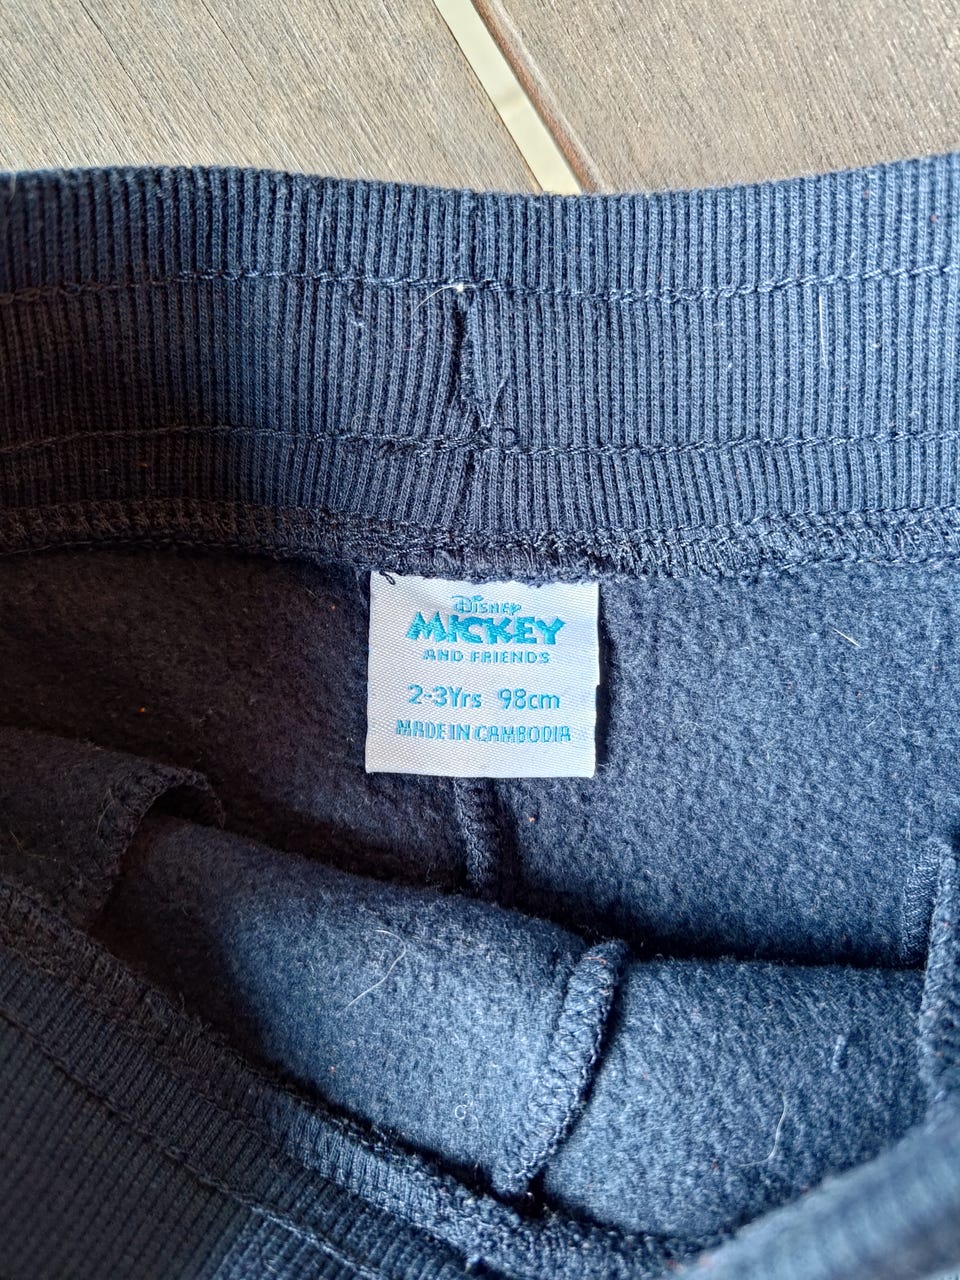 Disney
MICKEY
AND FRIENDS
2-3Yrs 98cm
MADE IN CAMBODIA